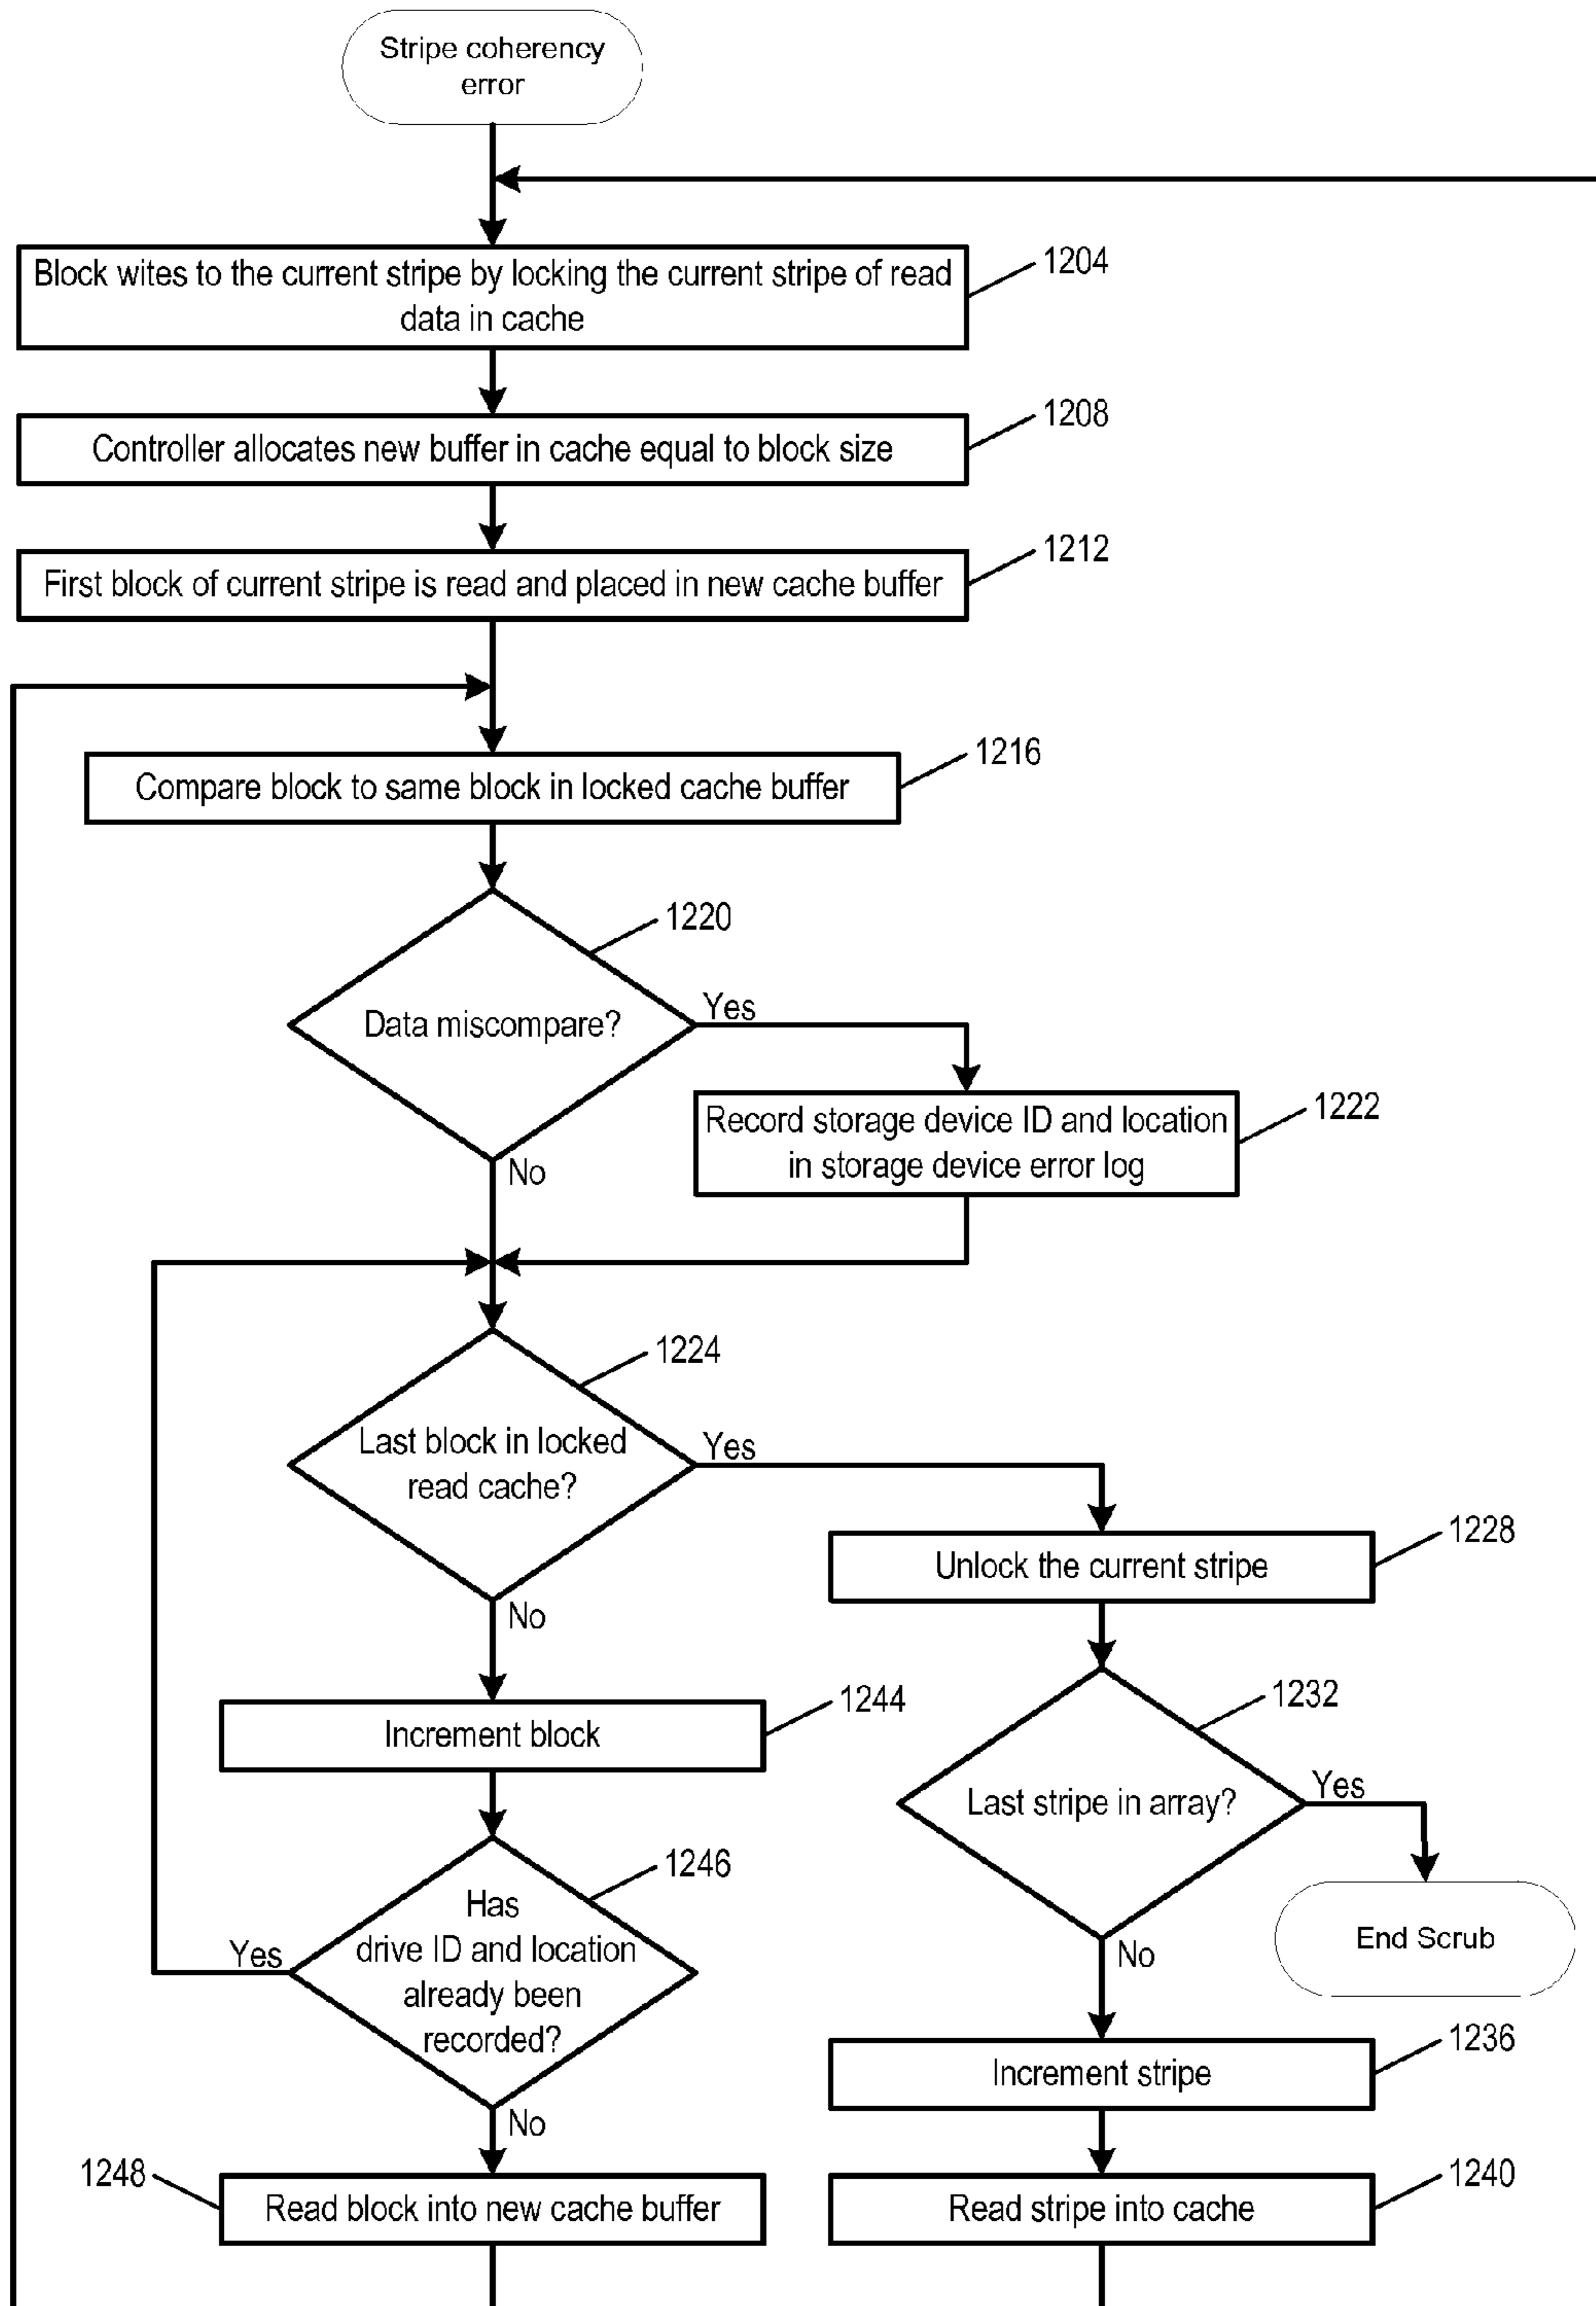 Stripe coherency
error
Block wites to the current stripe by locking the current stripe of read
data in cache
1204
Controller allocates new buffer in cache equal to block size
1208
First block of current stripe is read and placed in new cache buffer
1212
Compare block to same block in locked cache buffer
1216
1220
Data miscompare?
Yes
No
Record storage device ID and location
in storage device error log
1222
1224
Last block in locked
read cache?
Yes
No
Unlock the current stripe
1228
Increment block
1244
1232
Last stripe in array?
Yes
No
End Scrub
1246
Has
drive ID and location
already been
recorded?
Yes
No
Increment stripe
1236
1248
Read block into new cache buffer
Read stripe into cache
1240